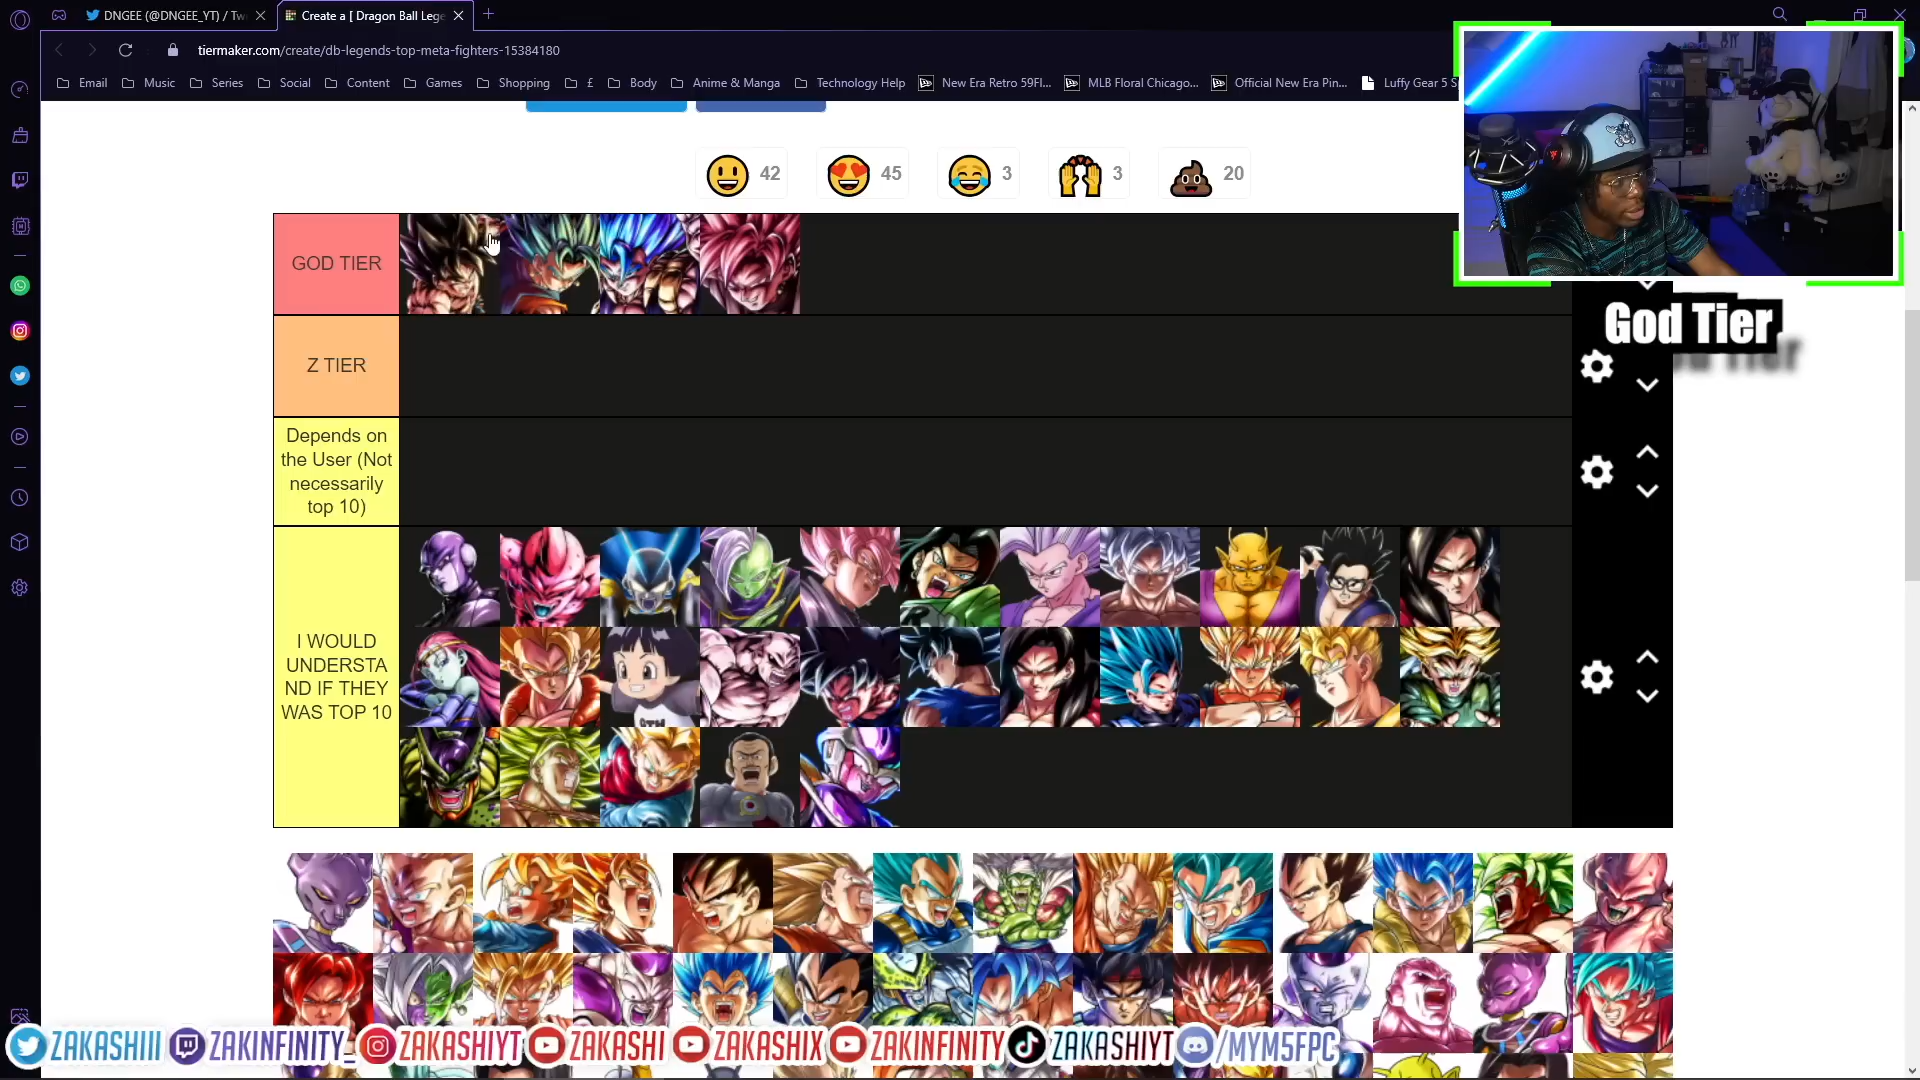 DNGEE (@DNGEE_YT) / Tw
Create a [ Dragon Ball Lege
tiermaker.com/create/db-legends-top-meta-fighters-15384180
Email
Music
Series
Social
Content
Games
Shopping
£
Body
Anime & Manga
Technology Help
New Era Retro 59Fl...
MLB Floral Chicago...
Official New Era Pin...
Luffy Gear 5 S
42
45
3
3
20
GOD TIER
God Tier
Z TIER
Depends on
the User (Not
necessarily
top 10)
I WOULD
UNDERSTA
ND IF THEY
WAS TOP 10
ZAKASHIII
ZAKINFINITY_
ZAKASHIYT
ZAKASHI
ZAKASHIX
ZAKINFINITY
ZAKASHIYT
/MYM5FPC